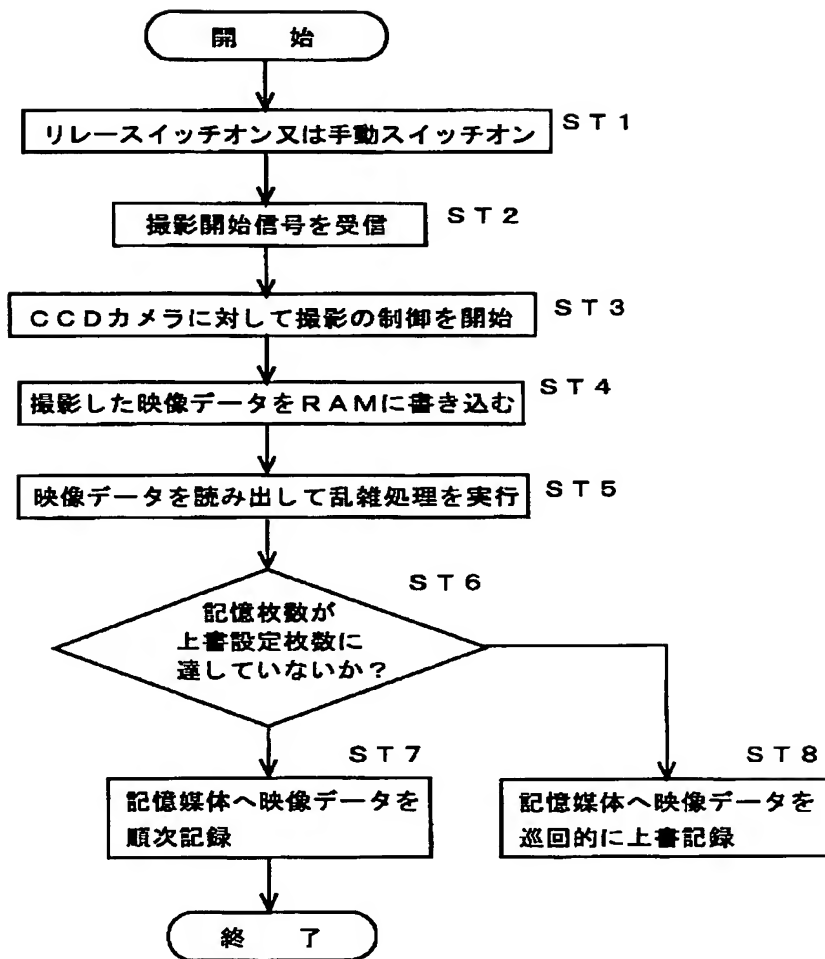 開 始
リレースイッチオン又は手動スイッチオン ST1
撮影開始信号を受信 ST2
CCDカメラに対して撮影の制御を開始 ST3
撮影した映像データをRAMに書き込む ST4
映像データを読み出して乱雑処理を実行 ST5
ST6
記憶枚数が
上書設定枚数に
達していないか?
ST7
記憶媒体へ映像データを
順次記録
ST8
記憶媒体へ映像データを
巡回的に上書記録
終 了